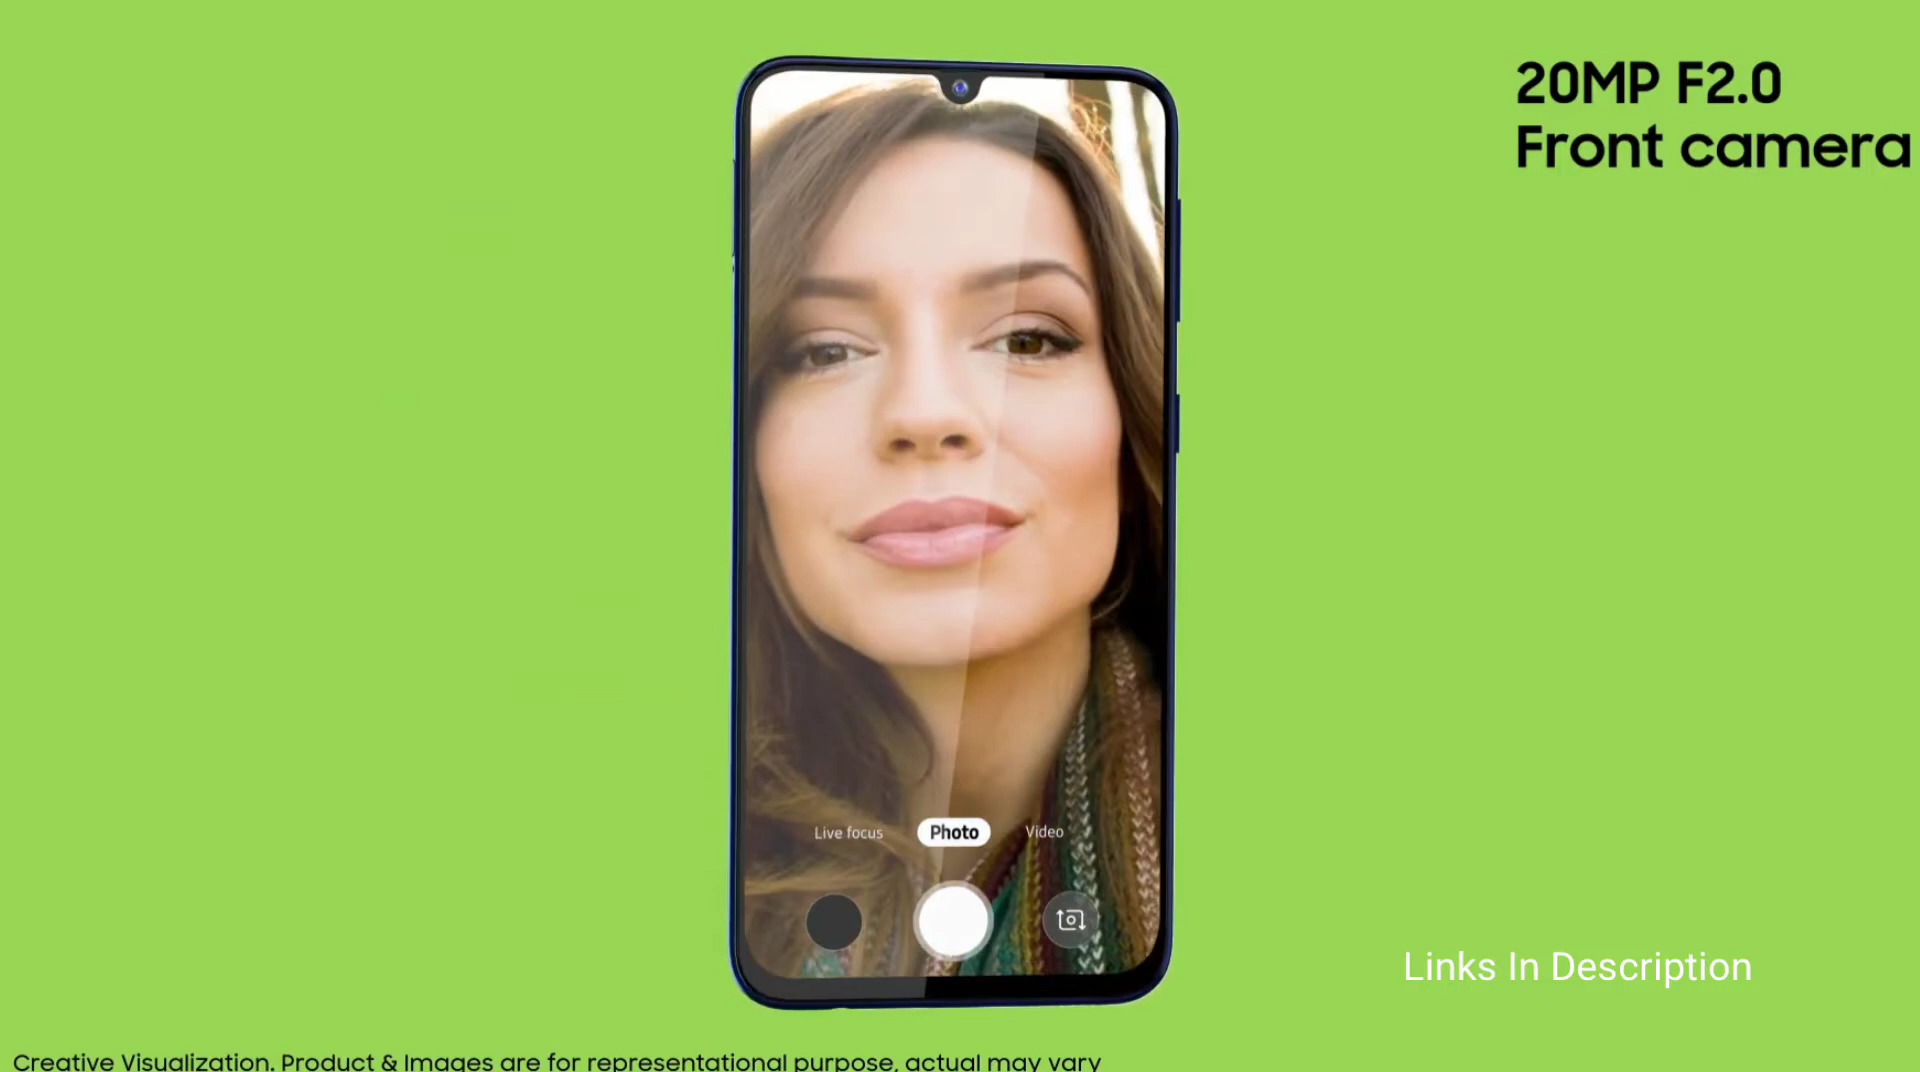 20MP F2.0
Front camera
Live focus
Photo
Video
Links In Description
Creative Visualization. Product & Images are for representational purpose, actual may vary